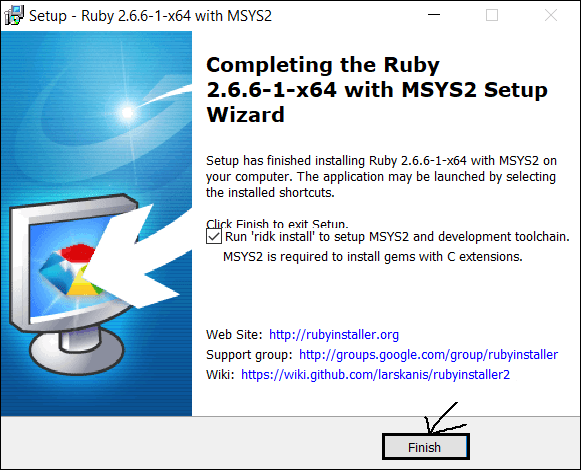 Setup - Ruby 2.6.6-1-x64 with MSYS2
Completing the Ruby
2.6.6-1-x64 with MSYS2 Setup
Wizard
Setup has finished installing Ruby 2.6.6-1-x64 with MSYS2 on
your computer. The application may be launched by selecting
the installed shortcuts.
Click Finish to exit Setup.
Run 'ridk install' to setup MSYS2 and development toolchain.
MSYS2 is required to install gems with C extensions.
Web Site: http://rubyinstaller.org
Support group: http://groups.google.com/group/rubyinstaller
Wiki: https://wiki.github.com/larskanis/rubyinstaller2
Finish